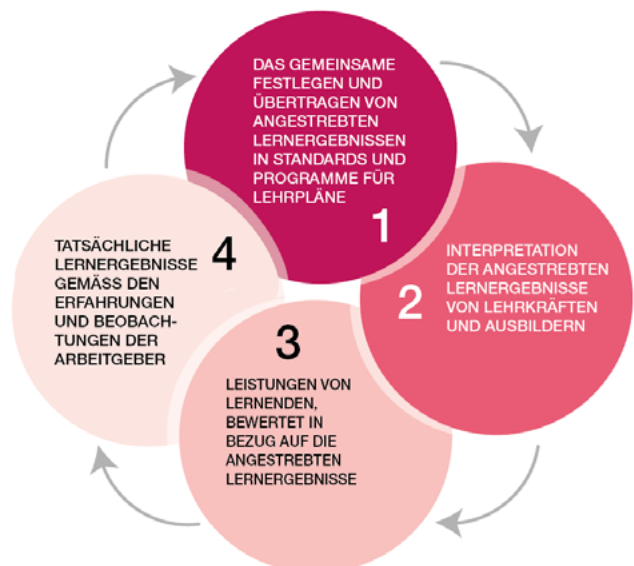 DAS GEMEINSAME
FESTLEGEN UND
ÜBERTRAGEN VON
ANGESTREBTEN
LERNERGEBNISSEN
IN STANDARDS UND
PROGRAMME FÜR
LEHRPLÄNE
1
INTERPRETATION
DER ANGESTREBTEN
LERNERGEBNISSE
VON LEHRKRÄFTEN
UND AUSBILDERN
2
3
LEISTUNGEN VON
LERNENDEN,
BEWERTET IN
BEZUG AUF DIE
ANGESTREBTEN
LERNERGEBNISSE
TATSÄCHLICHE
LERNERGEBNISSE
GEMÄSS DEN
ERFAHRUNGEN
UND BEOBACH-
TUNGEN DER
ARBEITGEBER
4